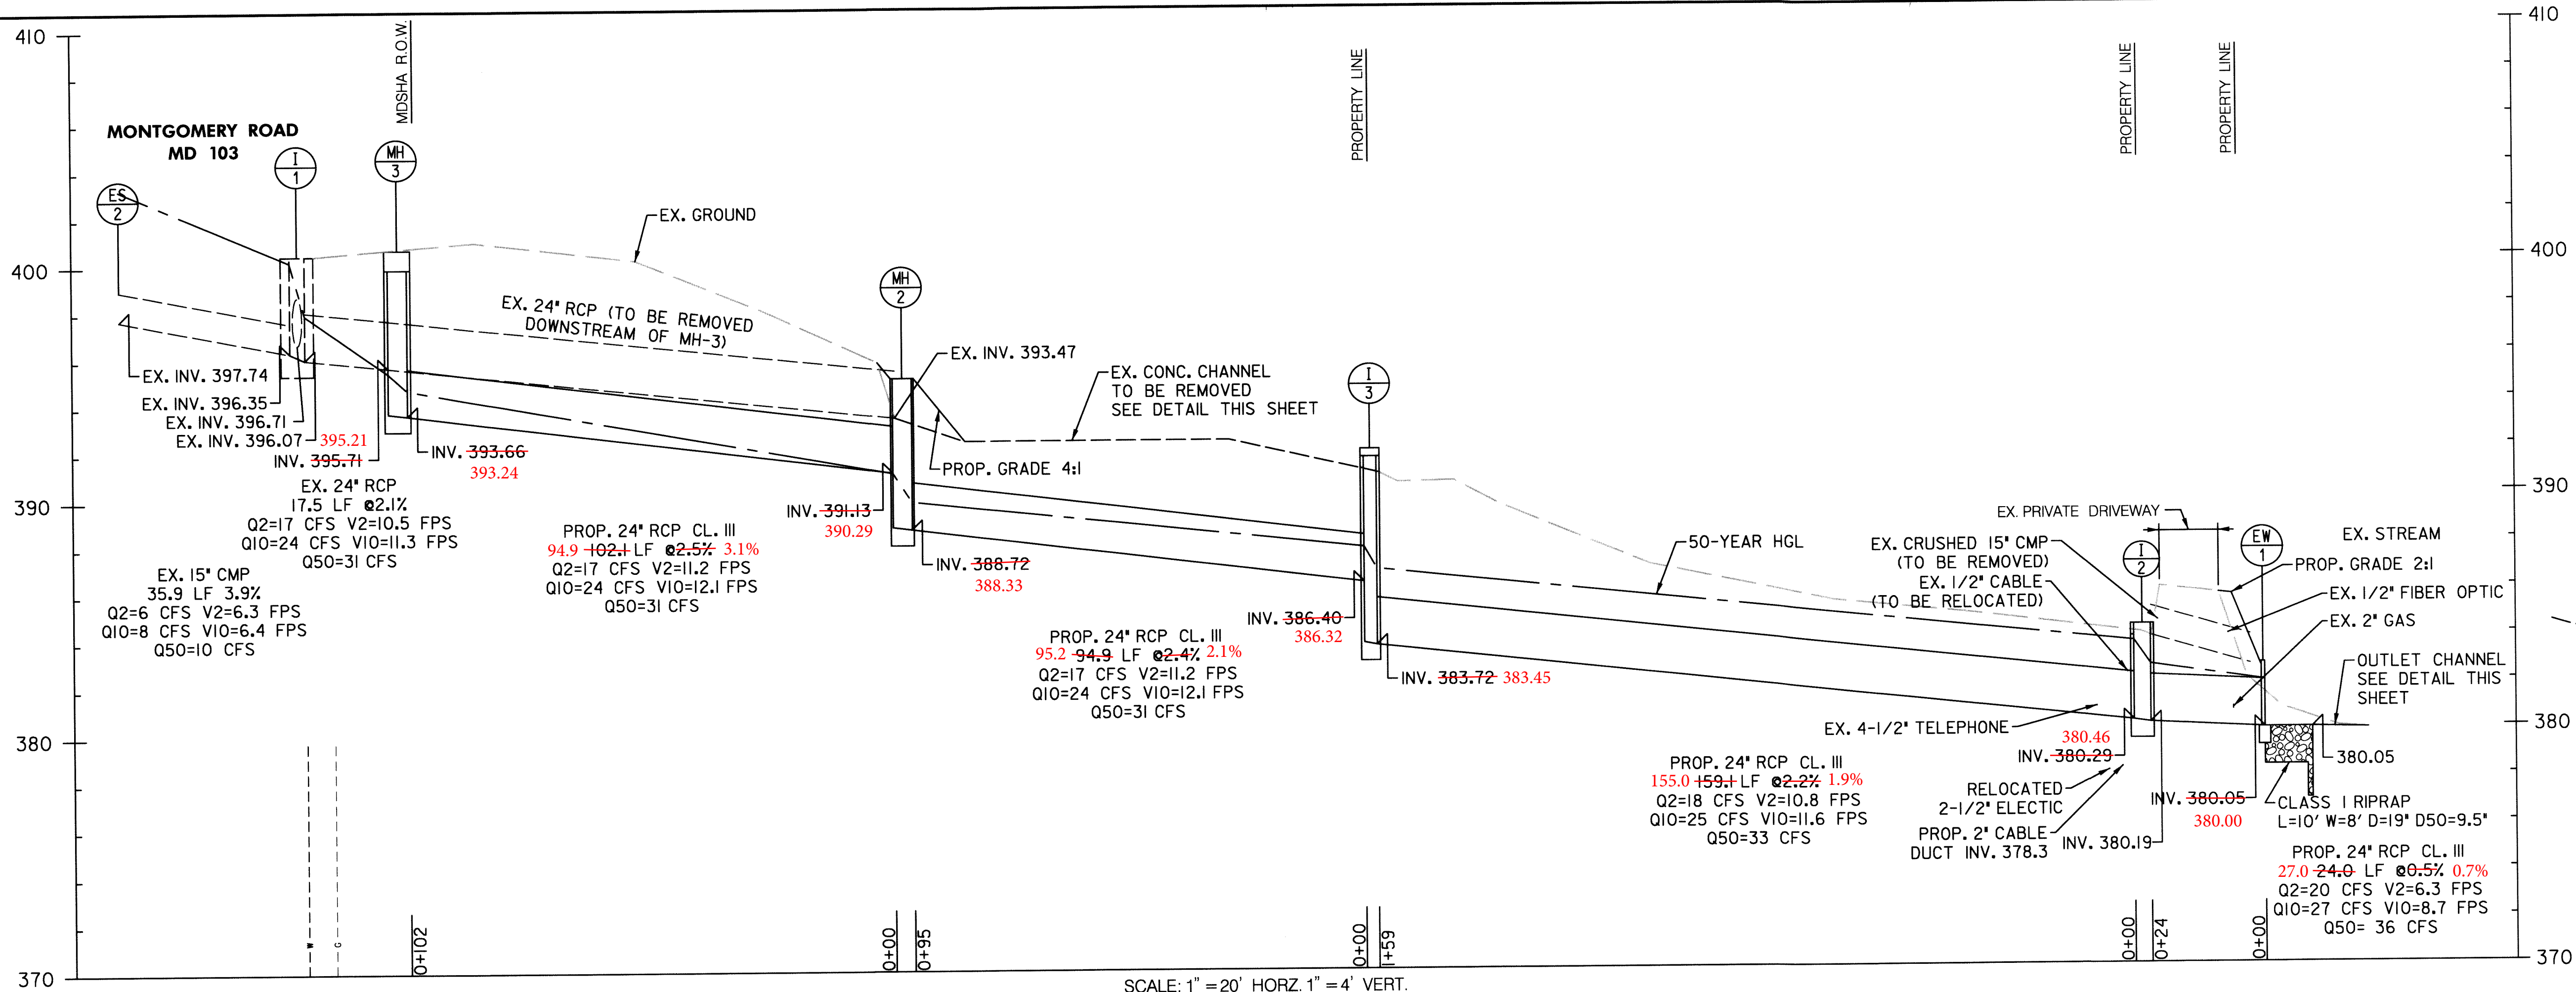 410
400
390
380
370
410
400
390
380
370
MONTGOMERY ROAD
MD 103
MDSHA R.O.W.
PROPERTY LINE
PROPERTY LINE
PROPERTY LINE
ES
2
I
1
MH
3
MH
2
I
3
I
2
EW
1
EX. GROUND
EX. 24" RCP (TO BE REMOVED
DOWNSTREAM OF MH-3)
EX. INV. 393.47
EX. CONC. CHANNEL
TO BE REMOVED
SEE DETAIL THIS SHEET
PROP. GRADE 4:1
EX. INV. 397.74
EX. INV. 396.35
EX. INV. 396.71
EX. INV. 396.07
395.21
INV. 395.71
INV. 393.66
393.24
EX. 24" RCP
17.5 LF @2.1%
Q2=17 CFS V2=10.5 FPS
Q10=24 CFS V10=11.3 FPS
Q50=31 CFS
EX. 15" CMP
35.9 LF 3.9%
Q2=6 CFS V2=6.3 FPS
Q10=8 CFS V10=6.4 FPS
Q50=10 CFS
INV. 391.13
390.29
PROP. 24" RCP CL. III
94.9 102.1 LF @2.5% 3.1%
Q2=17 CFS V2=11.2 FPS
Q10=24 CFS V10=12.1 FPS
Q50=31 CFS
INV. 388.72
388.33
INV. 386.40
386.32
PROP. 24" RCP CL. III
95.2 94.9 LF @2.4% 2.1%
Q2=17 CFS V2=11.2 FPS
Q10=24 CFS V10=12.1 FPS
Q50=31 CFS
INV. 383.72 383.45
50-YEAR HGL
EX. PRIVATE DRIVEWAY
EX. CRUSHED 15" CMP
(TO BE REMOVED)
EX. 1/2" CABLE
(TO BE RELOCATED)
EX. STREAM
PROP. GRADE 2:1
EX. 1/2" FIBER OPTIC
EX. 2" GAS
OUTLET CHANNEL
SEE DETAIL THIS
SHEET
EX. 4-1/2" TELEPHONE
380.46
INV. 380.29
PROP. 24" RCP CL. III
155.0 159.1 LF @2.2% 1.9%
Q2=18 CFS V2=10.8 FPS
Q10=25 CFS V10=11.6 FPS
Q50=33 CFS
RELOCATED
2-1/2" ELECTIC
PROP. 2" CABLE
DUCT INV. 378.3
INV. 380.19
INV. 380.05
380.00
380.05
CLASS I RIPRAP
L=10' W=8' D=19" D50=9.5"
PROP. 24" RCP CL. III
27.0 24.0 LF @0.5% 0.7%
Q2=20 CFS V2=6.3 FPS
Q10=27 CFS V10=8.7 FPS
Q50= 36 CFS
W
G
0+102
0+00
0+95
0+00
1+59
0+00
0+24
0+00
SCALE: 1" = 20' HORZ. 1" = 4' VERT.